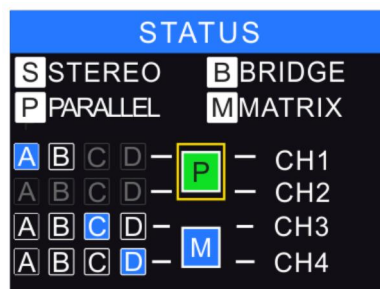 STATUS
S STEREO B BRIDGE
P PARALLEL M MATRIX
A B C D P CH1
A B C D CH2
A B C D M CH3
A B C D CH4